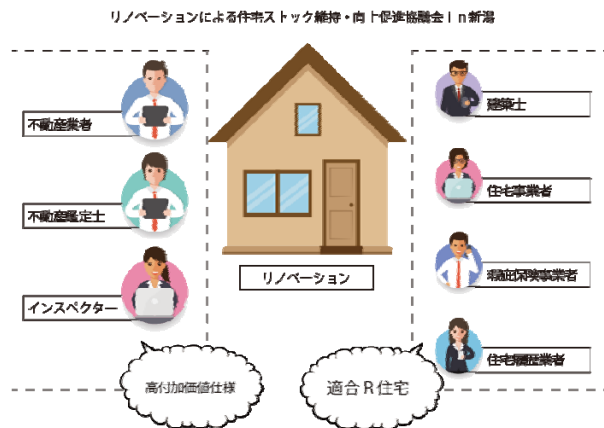 リノベーションによる住宅ストック維持・向上促進協議会Ｉｎ新潟
不動産業者
不動産鑑定士
インスペクター
リノベーション
建築士
住宅事業者
瑕疵保険事業者
住宅履歴業者
高付加価値仕様
適合Ｒ住宅